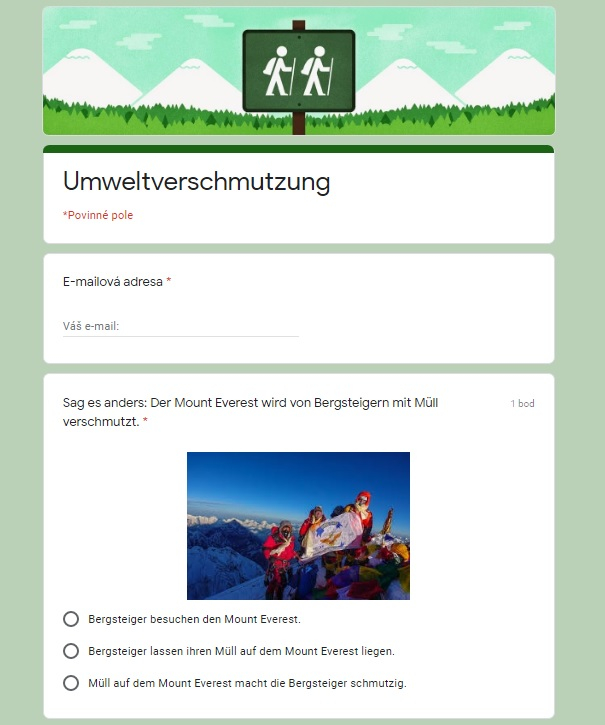 Umweltverschmutzung
*Povinné pole
E-mailová adresa *
Váš e-mail:
Sag es anders: Der Mount Everest wird von Bergsteigern mit Müll
verschmutzt. *
1 bod
Bergsteiger besuchen den Mount Everest.
Bergsteiger lassen ihren Müll auf dem Mount Everest liegen.
Müll auf dem Mount Everest macht die Bergsteiger schmutzig.